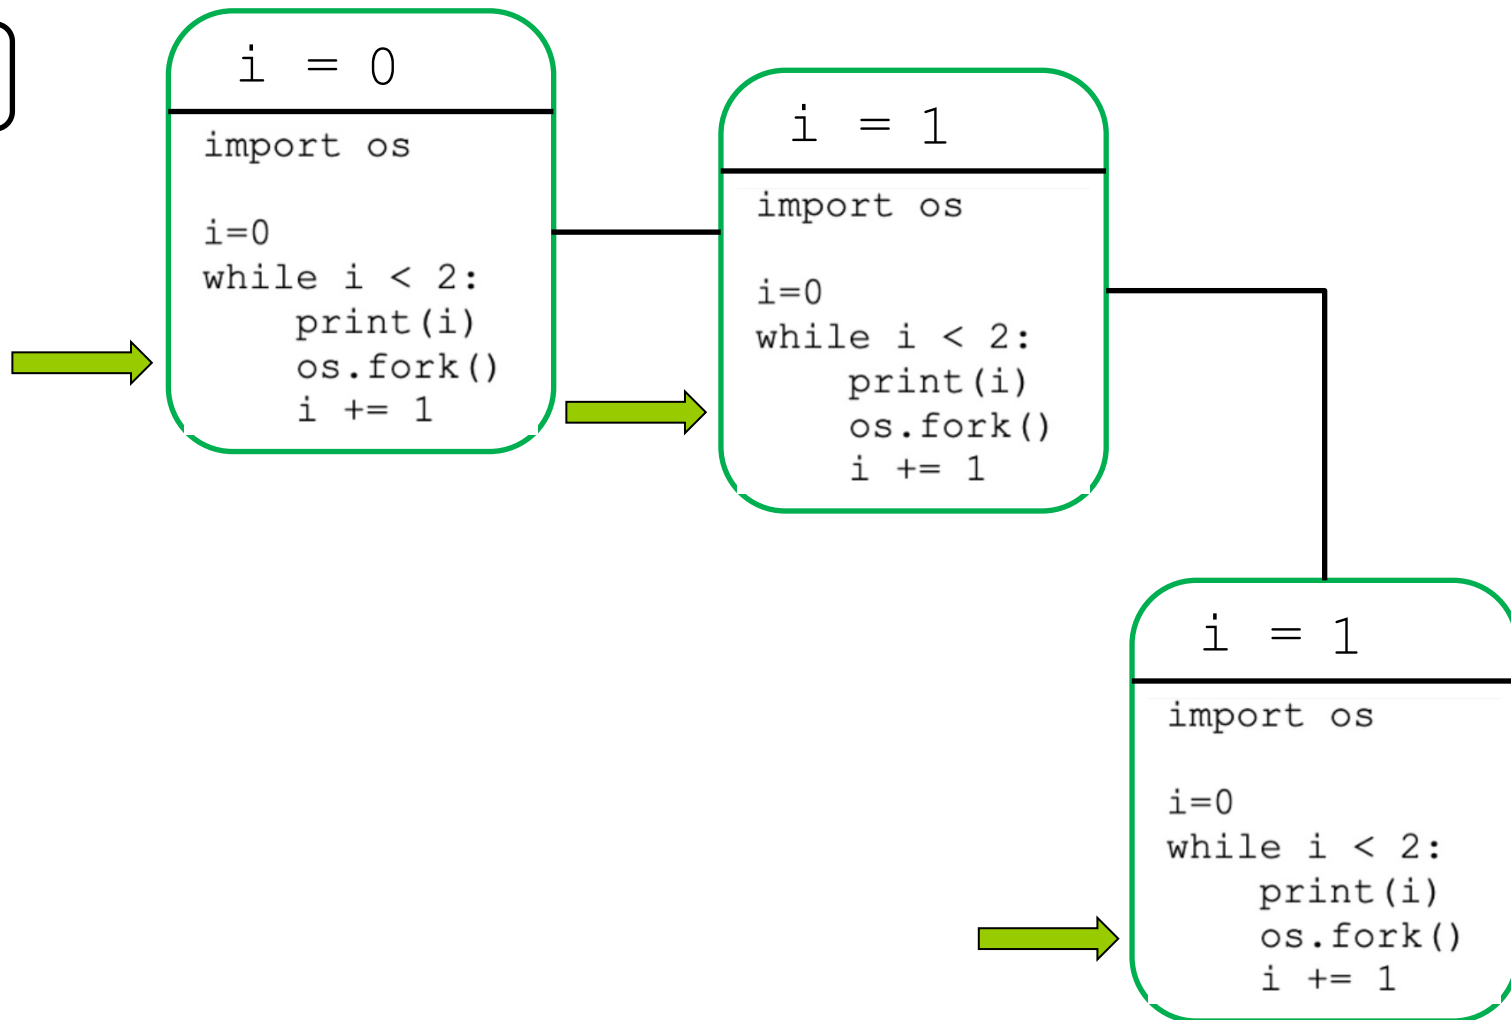 i = 0
import os
i=0
while i < 2:
print(i)
os.fork()
i += 1
i = 1
import os
i=0
while i < 2:
print(i)
os.fork()
i += 1
i = 1
import os
i=0
while i < 2:
print(i)
os.fork()
i += 1